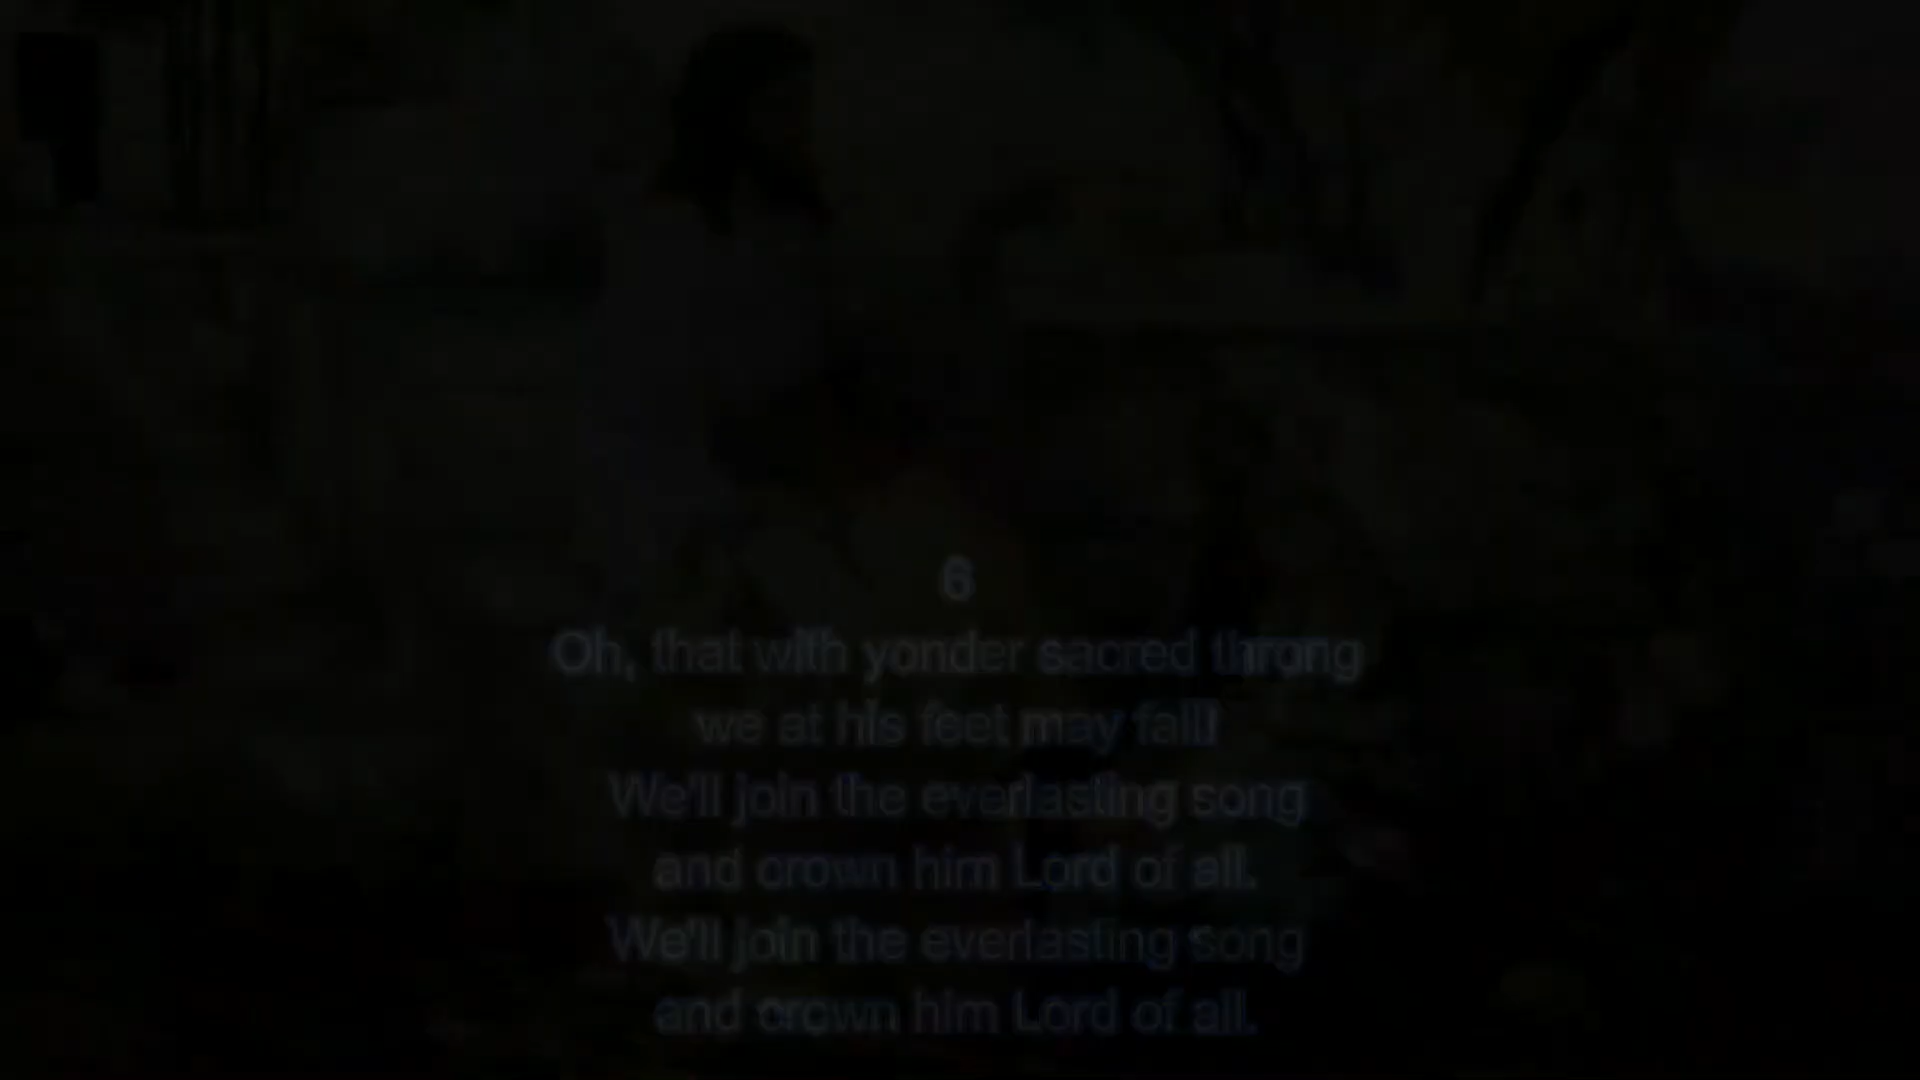 6
Oh, that with yonder sacred throng
we at his feet may fall!
We'll join the everlasting song
and crown him Lord of all.
We'll join the everlasting song
and crown him Lord of all.